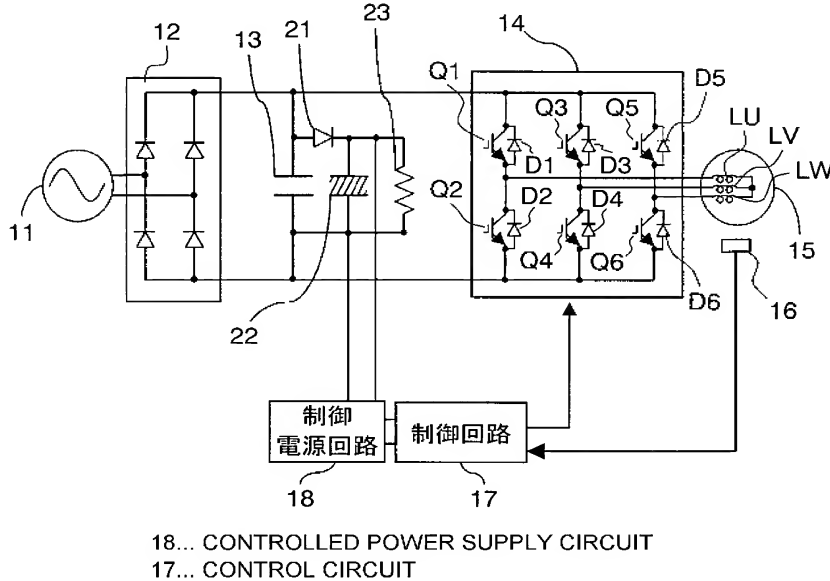 12
13
21
23
14
Q1
Q3
Q5
D5
LU
LV
LW
D1
D3
11
Q2
D2
D4
Q4
Q6
D6
15
16
22
制御
電源回路
制御回路
18
17
18... CONTROLLED POWER SUPPLY CIRCUIT
17... CONTROL CIRCUIT